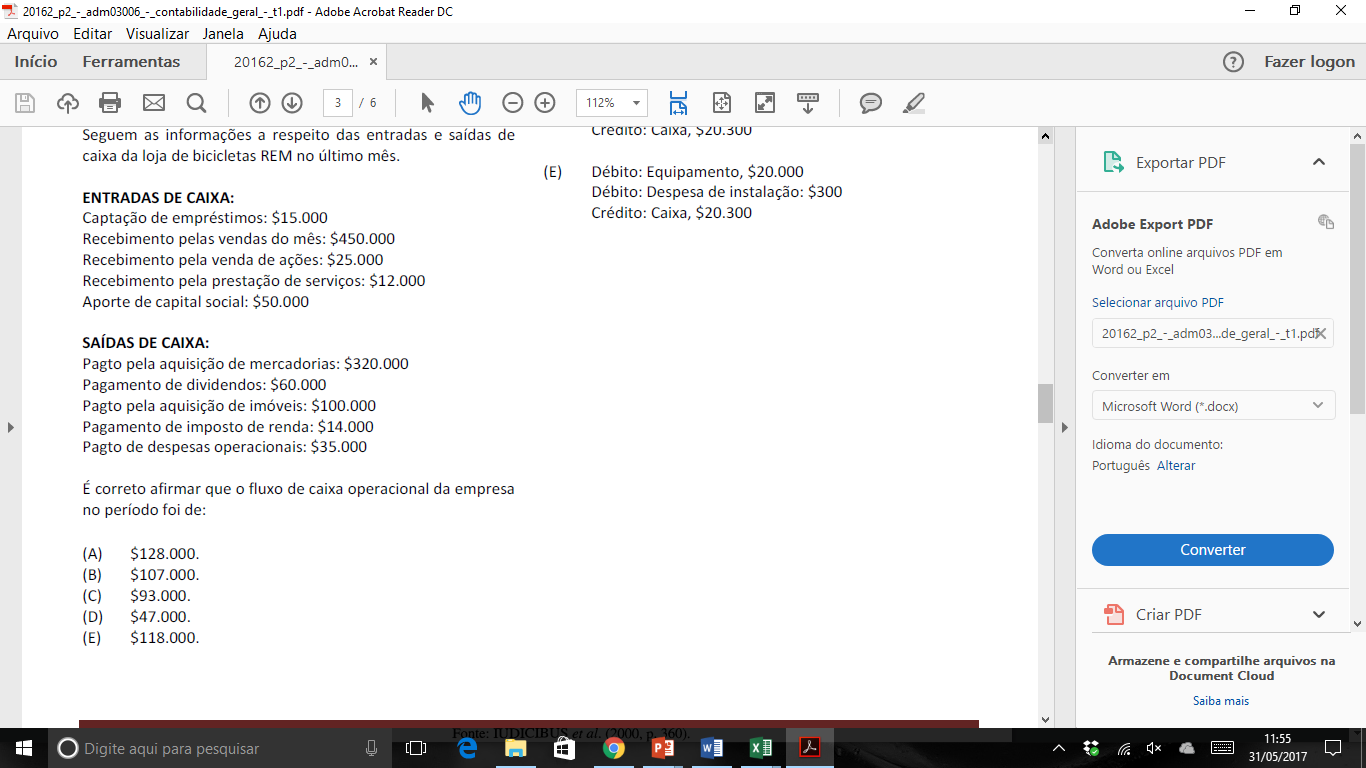 20162_p2_-_adm03006_-_contabilidade_geral_-_t1.pdf - Adobe Acrobat Reader DC
Arquivo Editar Visualizar Janela Ajuda
Início Ferramentas 20162_p2_-_adm0... × ? Fazer logon
3 / 6 112%
Seguem as informações a respeito das entradas e saídas de
caixa da loja de bicicletas REM no último mês.
ENTRADAS DE CAIXA:
Captação de empréstimos: $15.000
Recebimento pelas vendas do mês: $450.000
Recebimento pela venda de ações: $25.000
Recebimento pela prestação de serviços: $12.000
Aporte de capital social: $50.000
SAÍDAS DE CAIXA:
Pagto pela aquisição de mercadorias: $320.000
Pagamento de dividendos: $60.000
Pagto pela aquisição de imóveis: $100.000
Pagamento de imposto de renda: $14.000
Pagto de despesas operacionais: $35.000
É correto afirmar que o fluxo de caixa operacional da empresa
no período foi de:
(A) $128.000.
(B) $107.000.
(C) $93.000.
(D) $47.000.
(E) $118.000.
Crédito: Caixa, $20.300
(E) Débito: Equipamento, $20.000
Débito: Despesa de instalação: $300
Crédito: Caixa, $20.300
Fonte: IUDICIBUS et al. (2000, p. 360).
Exportar PDF
Adobe Export PDF
Converta online arquivos PDF em
Word ou Excel
Selecionar arquivo PDF
20162_p2_-_adm03...de_geral_-_t1.pdf
Converter em
Microsoft Word (*.docx)
Idioma do documento:
Português Alterar
Converter
Criar PDF
Armazene e compartilhe arquivos na
Document Cloud
Saiba mais
Digite aqui para pesquisar
11:55
31/05/2017